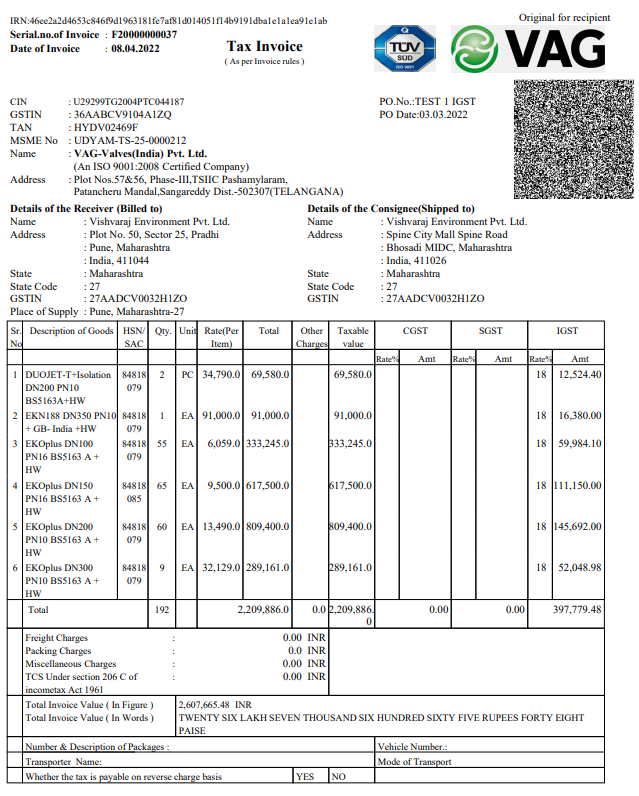 IRN:46ee2a2d4653c846f9d1963181fe7af81d014051f14b9191dba1c1a1ea91c1ab
Original for recipient
Serial.no.of Invoice : F20000000037
Date of Invoice : 08.04.2022
Tax Invoice
( As per Invoice rules )
TÜV
SÜD
ISO 9001
VAG
CIN : U29299TG2004PTC044187
GSTIN : 36AABCV9104A1ZQ
TAN : HYDV02469F
MSME No : UDYAM-TS-25-0000212
Name : VAG-Valves(India) Pvt. Ltd.
(An ISO 9001:2008 Certified Company)
Address : Plot Nos.57&56, Phase-III,TSIIC Pashamylaram,
Patancheru Mandal,Sangareddy Dist.-502307(TELANGANA)
PO.No.:TEST 1 IGST
PO Date:03.03.2022
Details of the Receiver (Billed to)
Name : Vishvaraj Environment Pvt. Ltd.
Address : Plot No. 50, Sector 25, Pradhi
: Pune, Maharashtra
: India, 411044
State : Maharashtra
State Code : 27
GSTIN : 27AADCV0032H1ZO
Place of Supply : Pune, Maharashtra-27
Details of the Consignee(Shipped to)
Name : Vishvaraj Environment Pvt. Ltd.
Address : Spine City Mall Spine Road
: Bhosadi MIDC, Maharashtra
: India, 411026
State : Maharashtra
State Code : 27
GSTIN : 27AADCV0032H1ZO
Sr. Description of Goods HSN/ Qty. Unit Rate(Per Total Other Taxable CGST SGST IGST
No SAC Item) Charges value
Rate% Amt Rate% Amt Rate% Amt
1 DUOJET-T+Isolation 84818 2 PC 34,790.0 69,580.0 69,580.0 18 12,524.40
DN200 PN10 079
BS5163A+HW
2 EKN188 DN350 PN10 84818 1 EA 91,000.0 91,000.0 91,000.0 18 16,380.00
+ GB- India +HW 079
3 EKOplus DN100 84818 55 EA 6,059.0 333,245.0 333,245.0 18 59,984.10
PN16 BS5163 A + 079
HW
4 EKOplus DN150 84818 65 EA 9,500.0 617,500.0 617,500.0 18 111,150.00
PN16 BS5163 A + 085
HW
5 EKOplus DN200 84818 60 EA 13,490.0 809,400.0 809,400.0 18 145,692.00
PN10 BS5163 A + 079
HW
6 EKOplus DN300 84818 9 EA 32,129.0 289,161.0 289,161.0 18 52,048.98
PN10 BS5163 A + 079
HW
Total 192 2,209,886.0 0.0 2,209,886. 0.00 0.00 397,779.48
0
Freight Charges : 0.00 INR
Packing Charges : 0.0 INR
Miscellaneous Charges : 0.00 INR
TCS Under section 206 C of : 0.00 INR
incometax Act 1961
Total Invoice Value ( In Figure ) 2,607,665.48 INR
Total Invoice Value ( In Words ) TWENTY SIX LAKH SEVEN THOUSAND SIX HUNDRED SIXTY FIVE RUPEES FORTY EIGHT
PAISE
Number & Description of Packages : Vehicle Number.:
Transporter Name: Mode of Transport
Whether the tax is payable on reverse charge basis YES NO